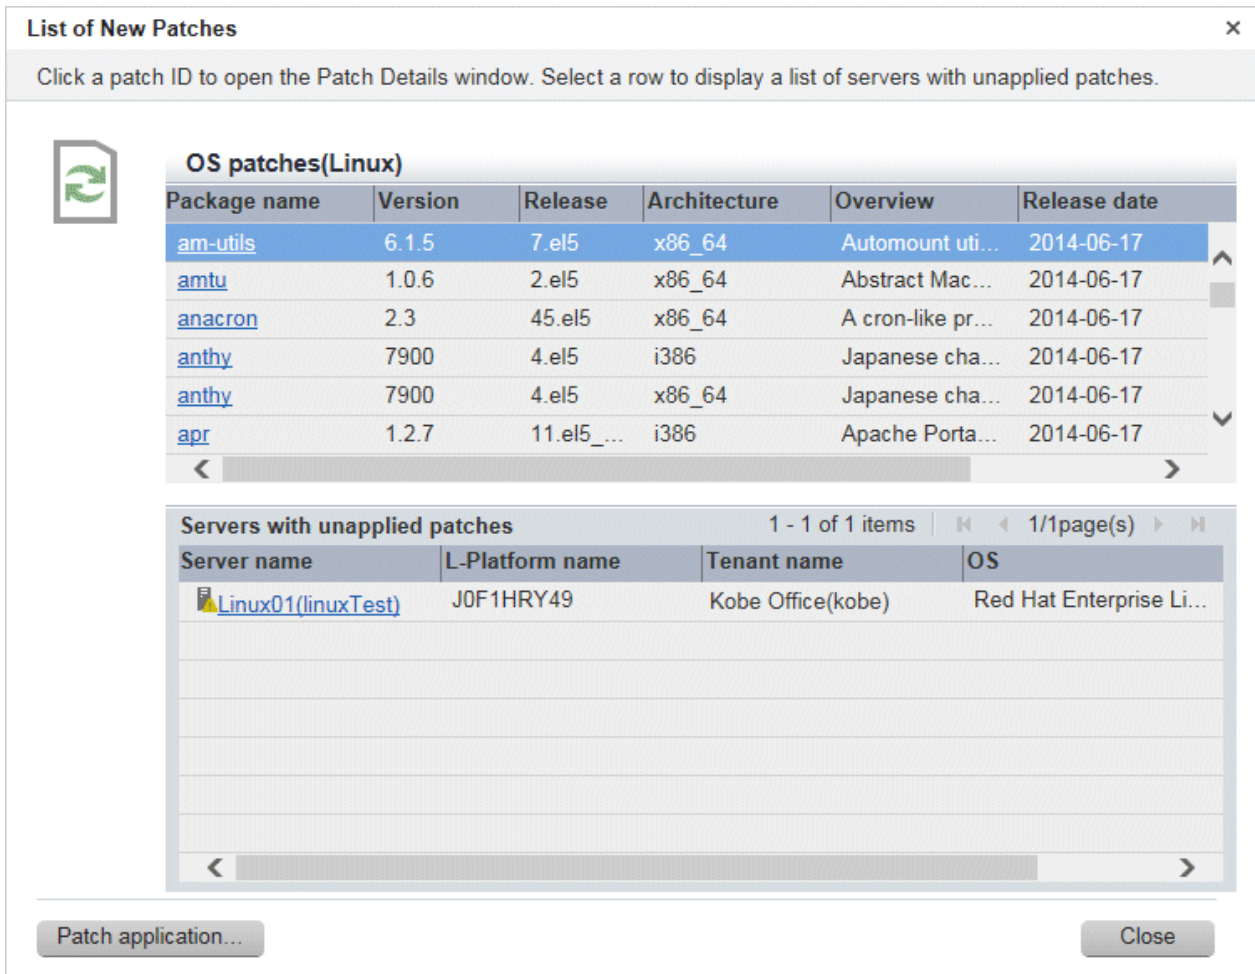 List of New Patches
Click a patch ID to open the Patch Details window. Select a row to display a list of servers with unapplied patches.
OS patches(Linux)
Package name Version Release Architecture Overview Release date
am-utils 6.1.5 7.el5 x86_64 Automount uti... 2014-06-17
amtu 1.0.6 2.el5 x86_64 Abstract Mac... 2014-06-17
anacron 2.3 45.el5 x86_64 A cron-like pr... 2014-06-17
anthy 7900 4.el5 i386 Japanese cha... 2014-06-17
anthy 7900 4.el5 x86_64 Japanese cha... 2014-06-17
apr 1.2.7 11.el5_... i386 Apache Porta... 2014-06-17
Servers with unapplied patches 1 - 1 of 1 items 1/1page(s)
Server name L-Platform name Tenant name OS
Linux01(linuxTest) J0F1HRY49 Kobe Office(kobe) Red Hat Enterprise Li...
Patch application... Close